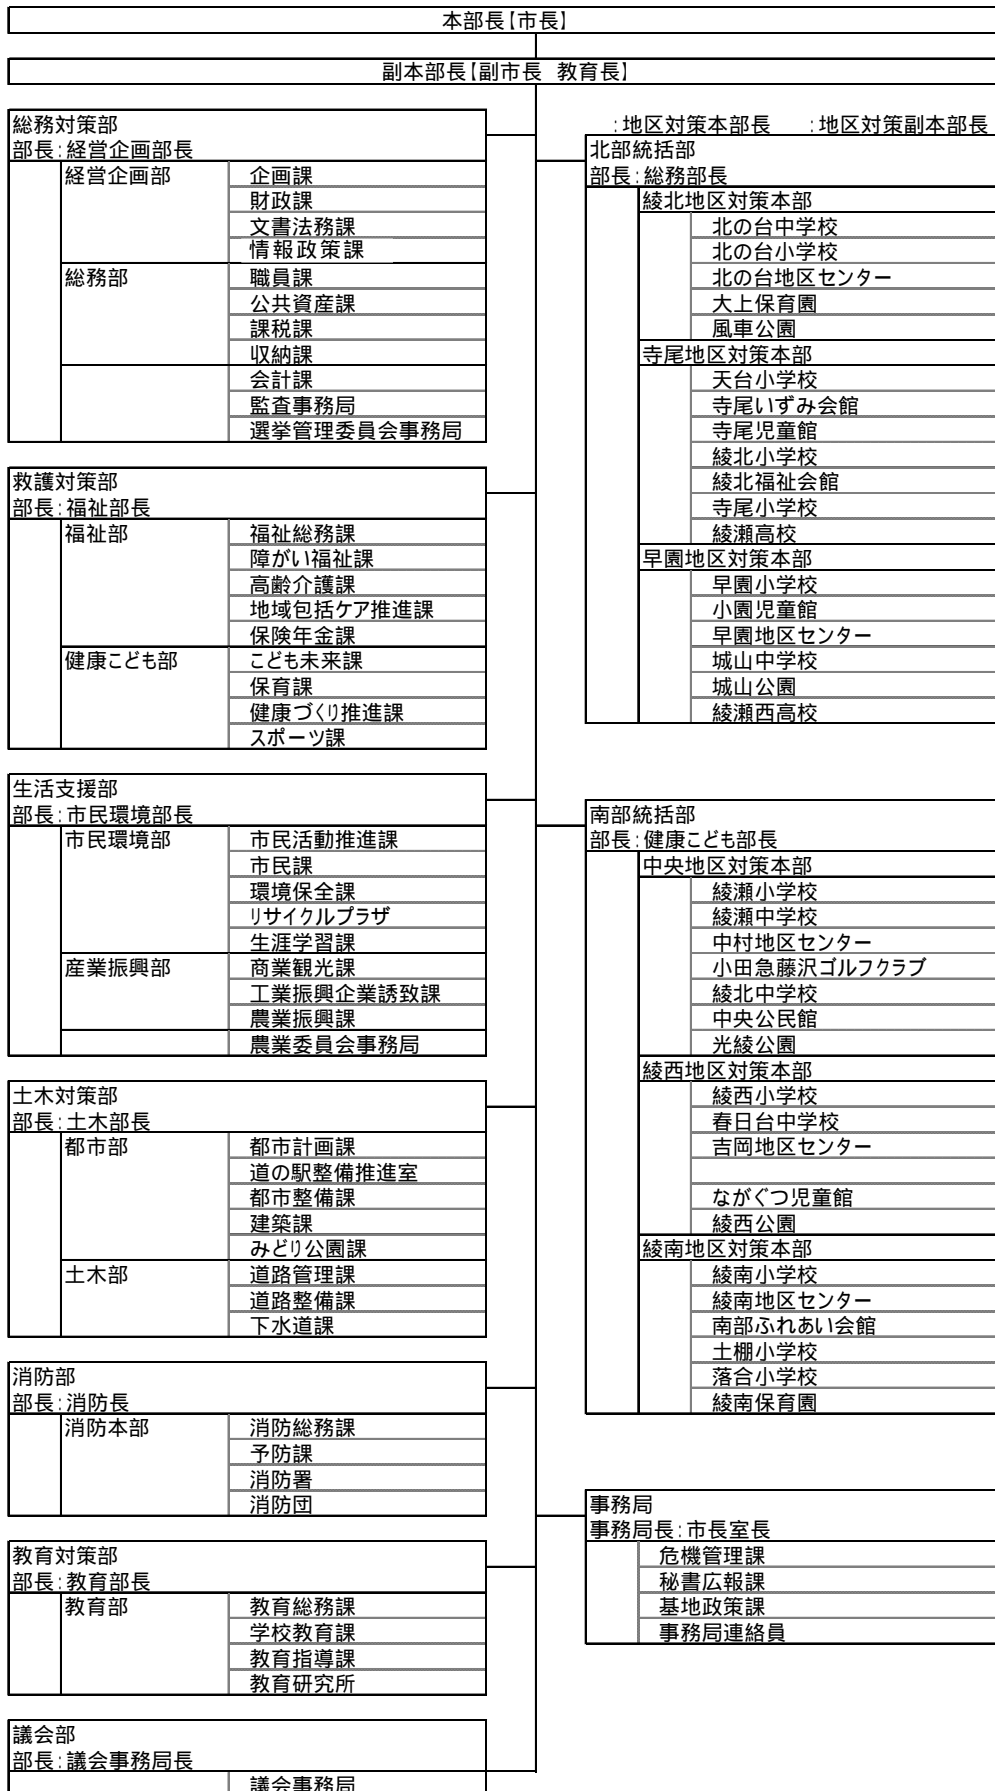 本部長【市長】
副本部長【副市長　教育長】
総務対策部
部長:経営企画部長
経営企画部　企画課
財政課
文書法務課
情報政策課
総務部　職員課
公共資産課
課税課
収納課
会計課
監査事務局
選挙管理委員会事務局
救護対策部
部長:福祉部長
福祉部　福祉総務課
障がい福祉課
高齢介護課
地域包括ケア推進課
保険年金課
健康こども部　こども未来課
保育課
健康づくり推進課
スポーツ課
生活支援部
部長:市民環境部長
市民環境部　市民活動推進課
市民課
環境保全課
リサイクルプラザ
生涯学習課
産業振興部　商業観光課
工業振興企業誘致課
農業振興課
農業委員会事務局
土木対策部
部長:土木部長
都市部　都市計画課
道の駅整備推進室
都市整備課
建築課
みどり公園課
土木部　道路管理課
道路整備課
下水道課
消防部
部長:消防長
消防本部　消防総務課
予防課
消防署
消防団
教育対策部
部長:教育部長
教育部　教育総務課
学校教育課
教育指導課
教育研究所
議会部
部長:議会事務局長
議会事務局
:地区対策本部長　:地区対策副本部長
北部統括部
部長:総務部長
綾北地区対策本部
北の台中学校
北の台小学校
北の台地区センター
大上保育園
風車公園
寺尾地区対策本部
天台小学校
寺尾いずみ会館
寺尾児童館
綾北小学校
綾北福祉会館
寺尾小学校
綾瀬高校
早園地区対策本部
早園小学校
小園児童館
早園地区センター
城山中学校
城山公園
綾瀬西高校
南部統括部
部長:健康こども部長
中央地区対策本部
綾瀬小学校
綾瀬中学校
中村地区センター
小田急藤沢ゴルフクラブ
綾北中学校
中央公民館
光綾公園
綾西地区対策本部
綾西小学校
春日台中学校
吉岡地区センター
ながぐつ児童館
綾西公園
綾南地区対策本部
綾南小学校
綾南地区センター
南部ふれあい会館
土棚小学校
落合小学校
綾南保育園
事務局
事務局長:市長室長
危機管理課
秘書広報課
基地政策課
事務局連絡員